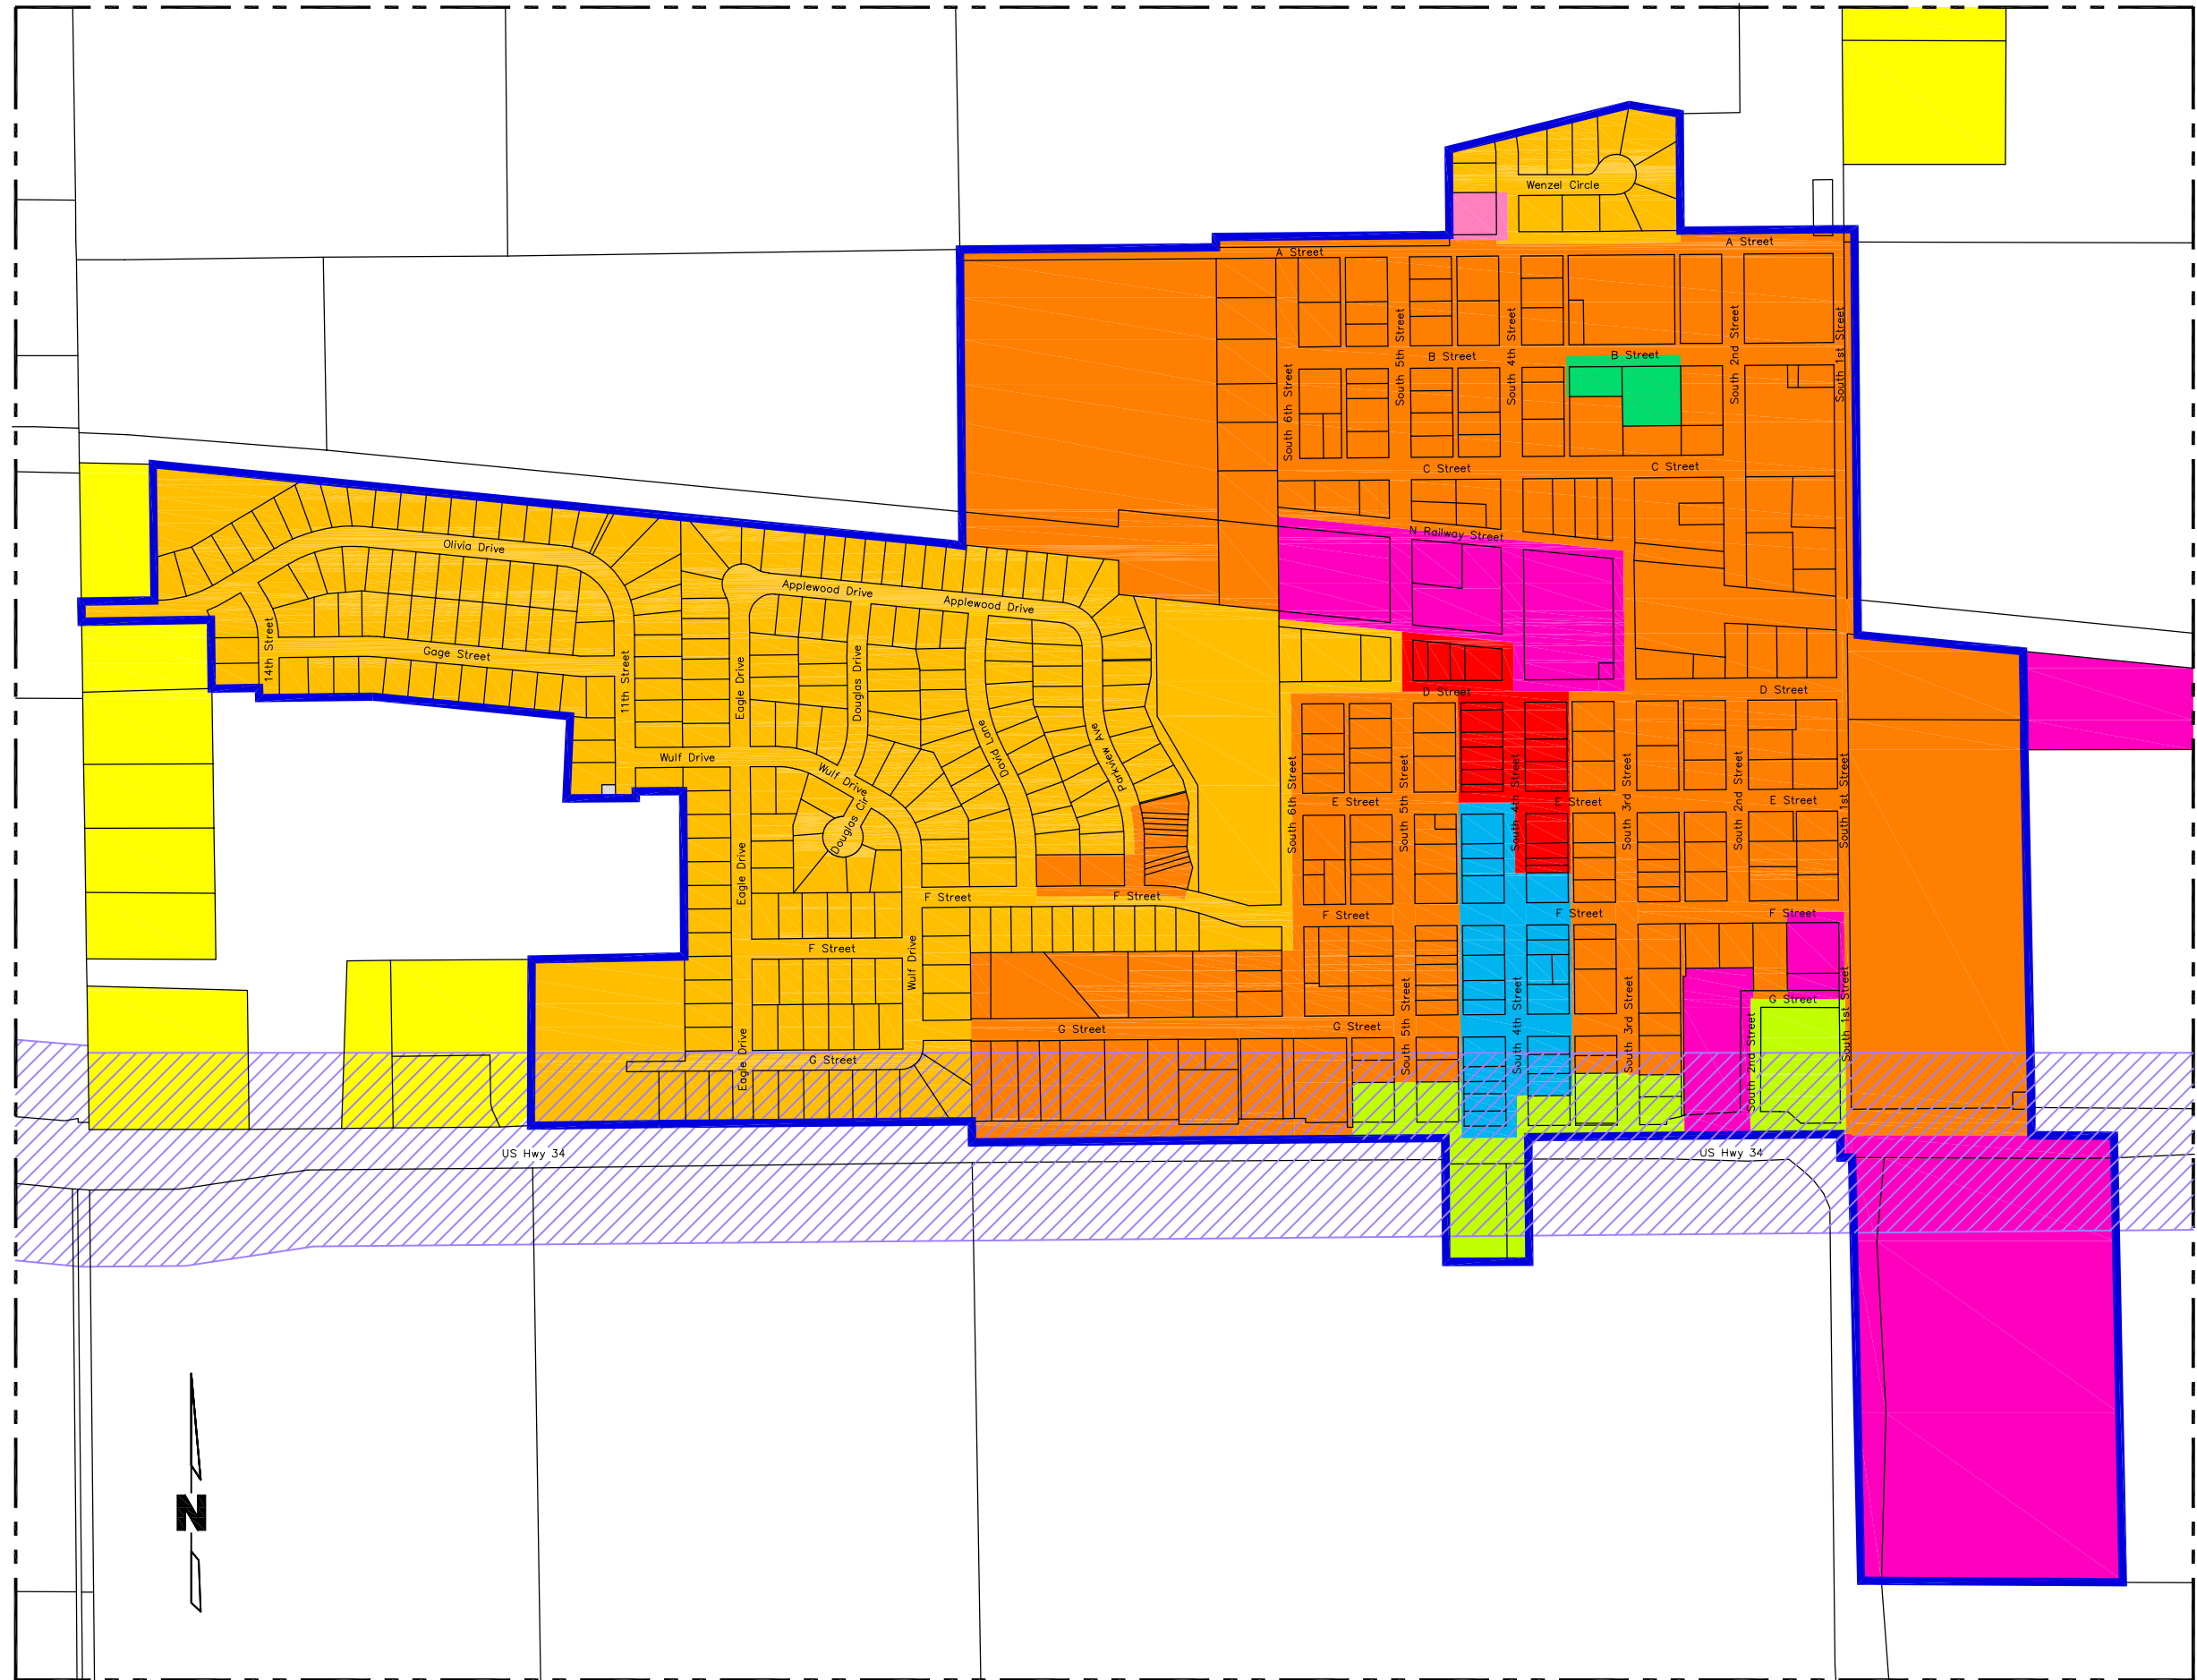 Wenzel Circle
A Street
A Street
South 1st Street
South 2nd Street
South 4th Street
South 5th Street
B Street
B Street
South 6th Street
C Street
C Street
N Railway Street
Olivia Drive
Applewood Drive
Applewood Drive
14th Street
Gage Street
11th Street
Eagle Drive
Douglas Drive
David Lane
Parkview Ave
D Street
D Street
Wulf Drive
Wulf Drive
Douglas Cir
South 6th Street
South 5th Street
South 4th Street
South 3rd Street
South 2nd Street
South 1st Street
E Street
E Street
E Street
Eagle Drive
F Street
F Street
F Street
F Street
F Street
F Street
Wulf Drive
G Street
G Street
G Street
G Street
Eagle Drive
South 5th Street
South 4th Street
South 3rd Street
South 2nd Street
South 1st Street
US Hwy 34
US Hwy 34
N